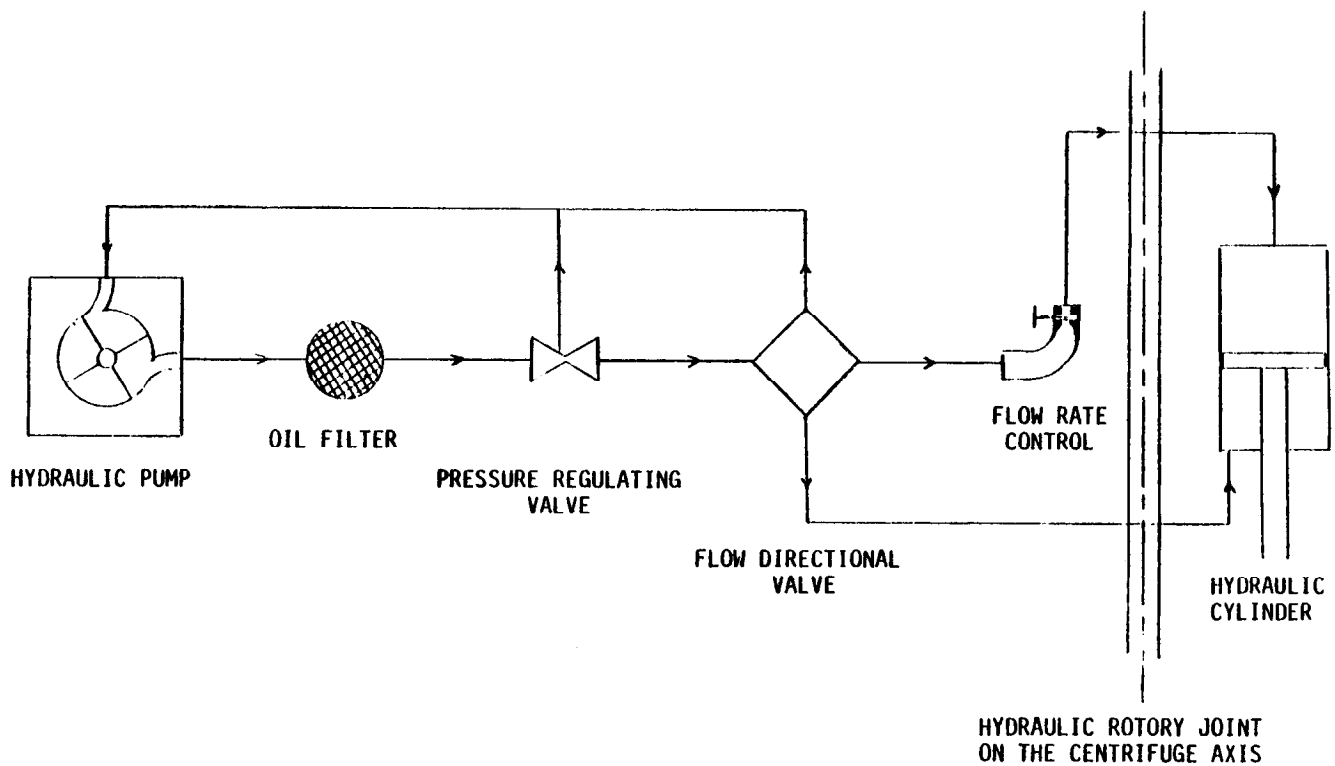 OIL FILTER
HYDRAULIC PUMP
PRESSURE REGULATING
VALVE
FLOW DIRECTIONAL
VALVE
FLOW RATE
CONTROL
HYDRAULIC
CYLINDER
HYDRAULIC ROTORY JOINT
ON THE CENTRIFUGE AXIS